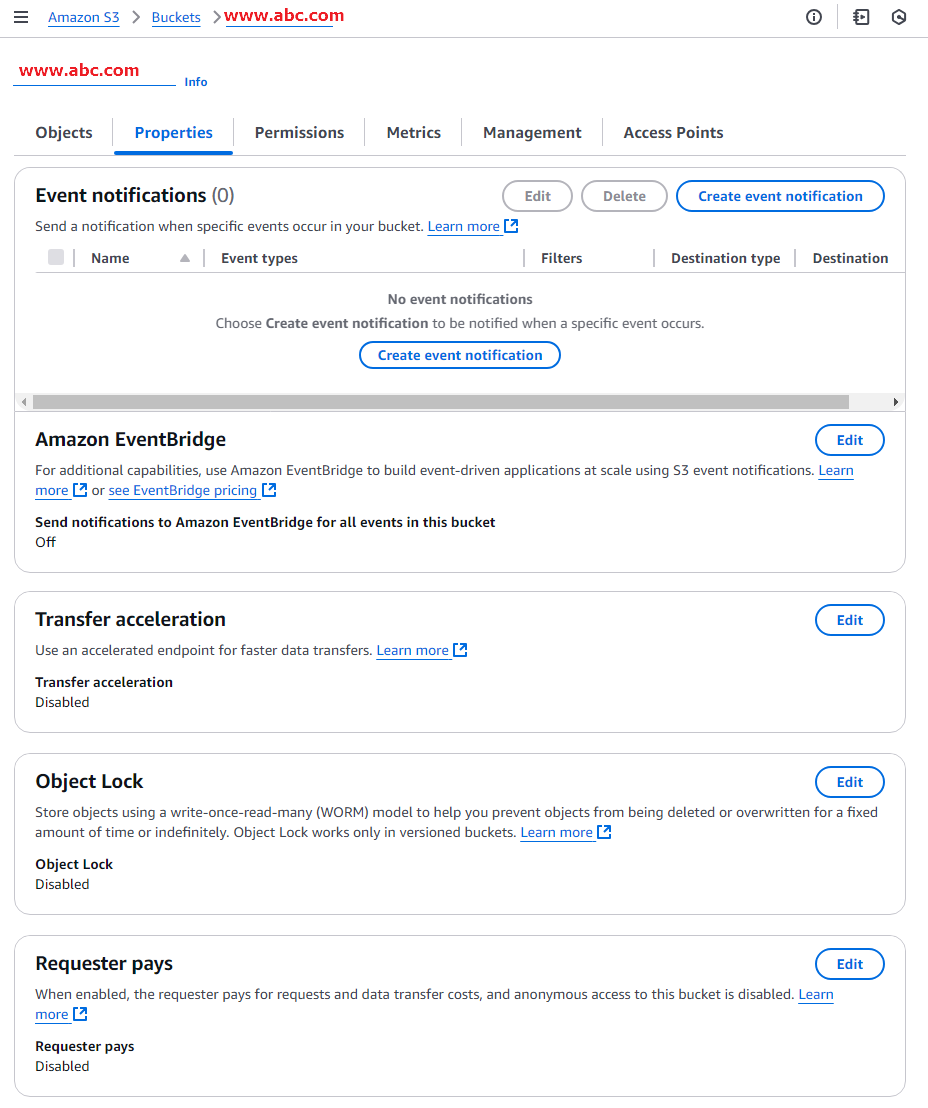 Amazon S3 > Buckets > www.abc.com
www.abc.com Info
Objects Properties Permissions Metrics Management Access Points
Event notifications (0) Edit Delete Create event notification
Send a notification when specific events occur in your bucket. Learn more
Name Event types Filters Destination type Destination
No event notifications
Choose Create event notification to be notified when a specific event occurs.
Create event notification
Amazon EventBridge Edit
For additional capabilities, use Amazon EventBridge to build event-driven applications at scale using S3 event notifications. Learn
more or see EventBridge pricing
Send notifications to Amazon EventBridge for all events in this bucket
Off
Transfer acceleration Edit
Use an accelerated endpoint for faster data transfers. Learn more
Transfer acceleration
Disabled
Object Lock Edit
Store objects using a write-once-read-many (WORM) model to help you prevent objects from being deleted or overwritten for a fixed
amount of time or indefinitely. Object Lock works only in versioned buckets. Learn more
Object Lock
Disabled
Requester pays Edit
When enabled, the requester pays for requests and data transfer costs, and anonymous access to this bucket is disabled. Learn
more
Requester pays
Disabled